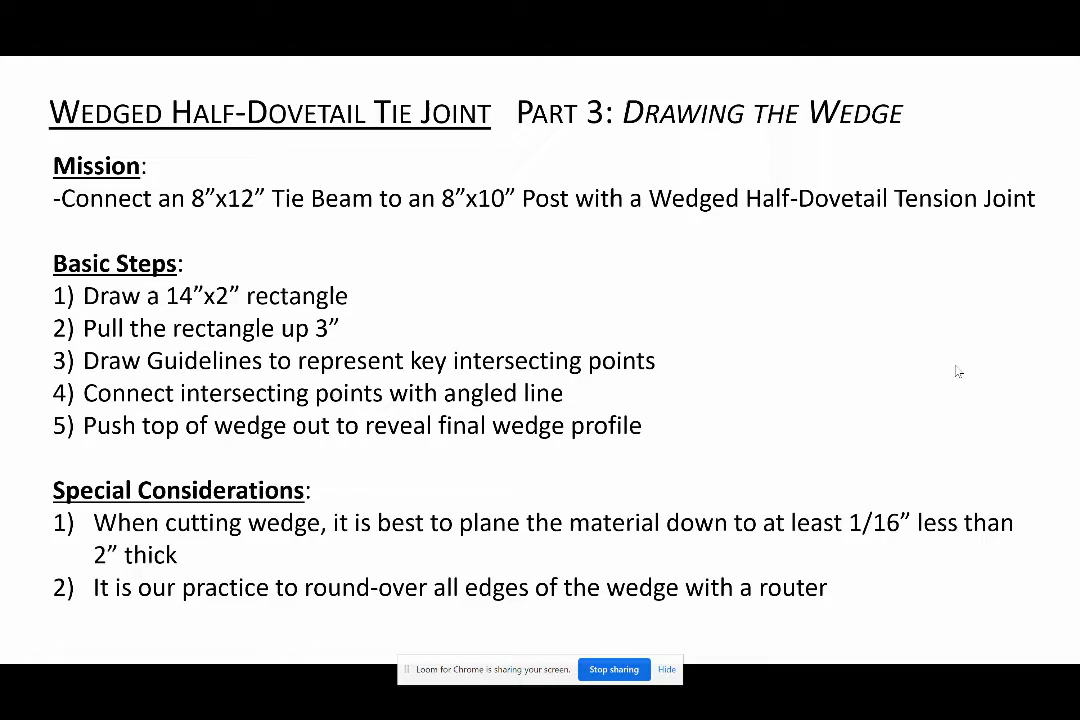 WEDGED HALF-DOVETAIL TIE JOINT PART 3: DRAWING THE WEDGE
Mission:
-Connect an 8”x12” Tie Beam to an 8”x10” Post with a Wedged Half-Dovetail Tension Joint
Basic Steps:
1) Draw a 14”x2” rectangle
2) Pull the rectangle up 3”
3) Draw Guidelines to represent key intersecting points
4) Connect intersecting points with angled line
5) Push top of wedge out to reveal final wedge profile
Special Considerations:
1) When cutting wedge, it is best to plane the material down to at least 1/16” less than
2” thick
2) It is our practice to round-over all edges of the wedge with a router
Loom for Chrome is sharing your screen. Stop sharing Hide